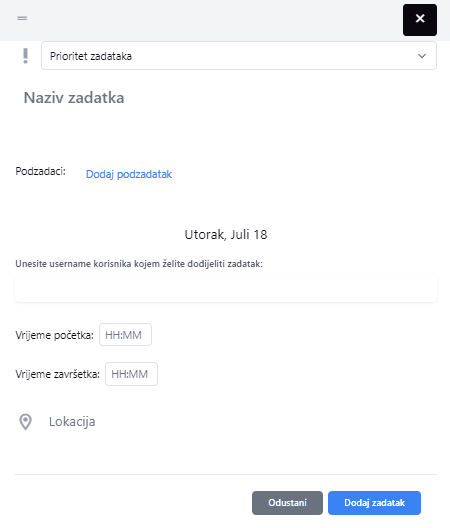 Prioritet zadataka
Naziv zadatka
Podzadaci: Dodaj podzadatak
Utorak, Juli 18
Unesite username korisnika kojem želite dodijeliti zadatak:
Vrijeme početka: HH:MM
Vrijeme završetka: HH:MM
Lokacija
Odustani Dodaj zadatak